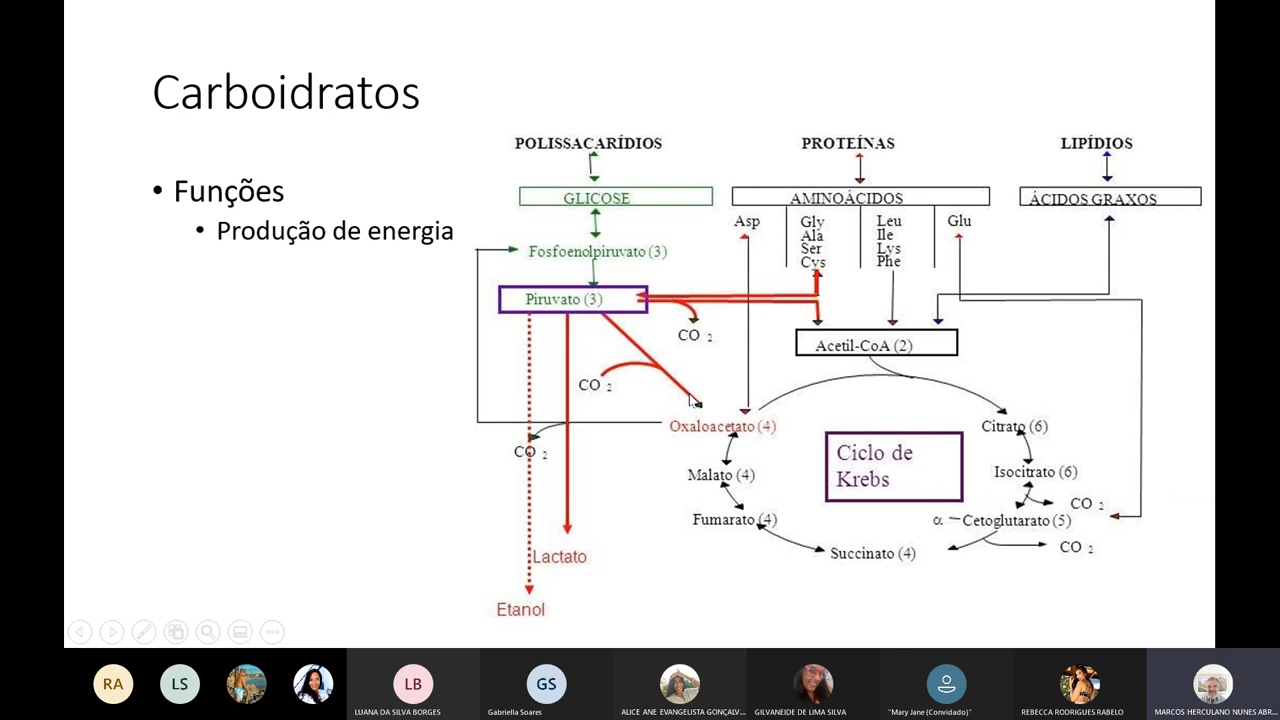 Carboidratos
• Funções
• Produção de energia
POLISSACARÍDIOS
PROTEÍNAS
LIPÍDIOS
GLICOSE
AMINOÁCIDOS
ÁCIDOS GRAXOS
Asp
Gly
Ala
Ser
Cys
Leu
Ile
Lys
Phe
Glu
Fosfoenolpiruvato (3)
Piruvato (3)
CO 2
Acetil-CoA (2)
CO 2
Oxaloacetato (4)
Citrato (6)
CO 2
Ciclo de
Krebs
Malato (4)
Isocitrato (6)
CO 2
Fumarato (4)
α –Cetoglutarato (5)
Succinato (4)
CO 2
Lactato
Etanol
RA
LS
LB
GS
LUANA DA SILVA BORGES
Gabriella Soares
ALICE ANE EVANGELISTA GONÇALV...
GILVANEIDE DE LIMA SILVA
"Mary Jane (Convidado)"
REBECCA RODRIGUES RABELO
MARCOS HERCULANO NUNES ABR...